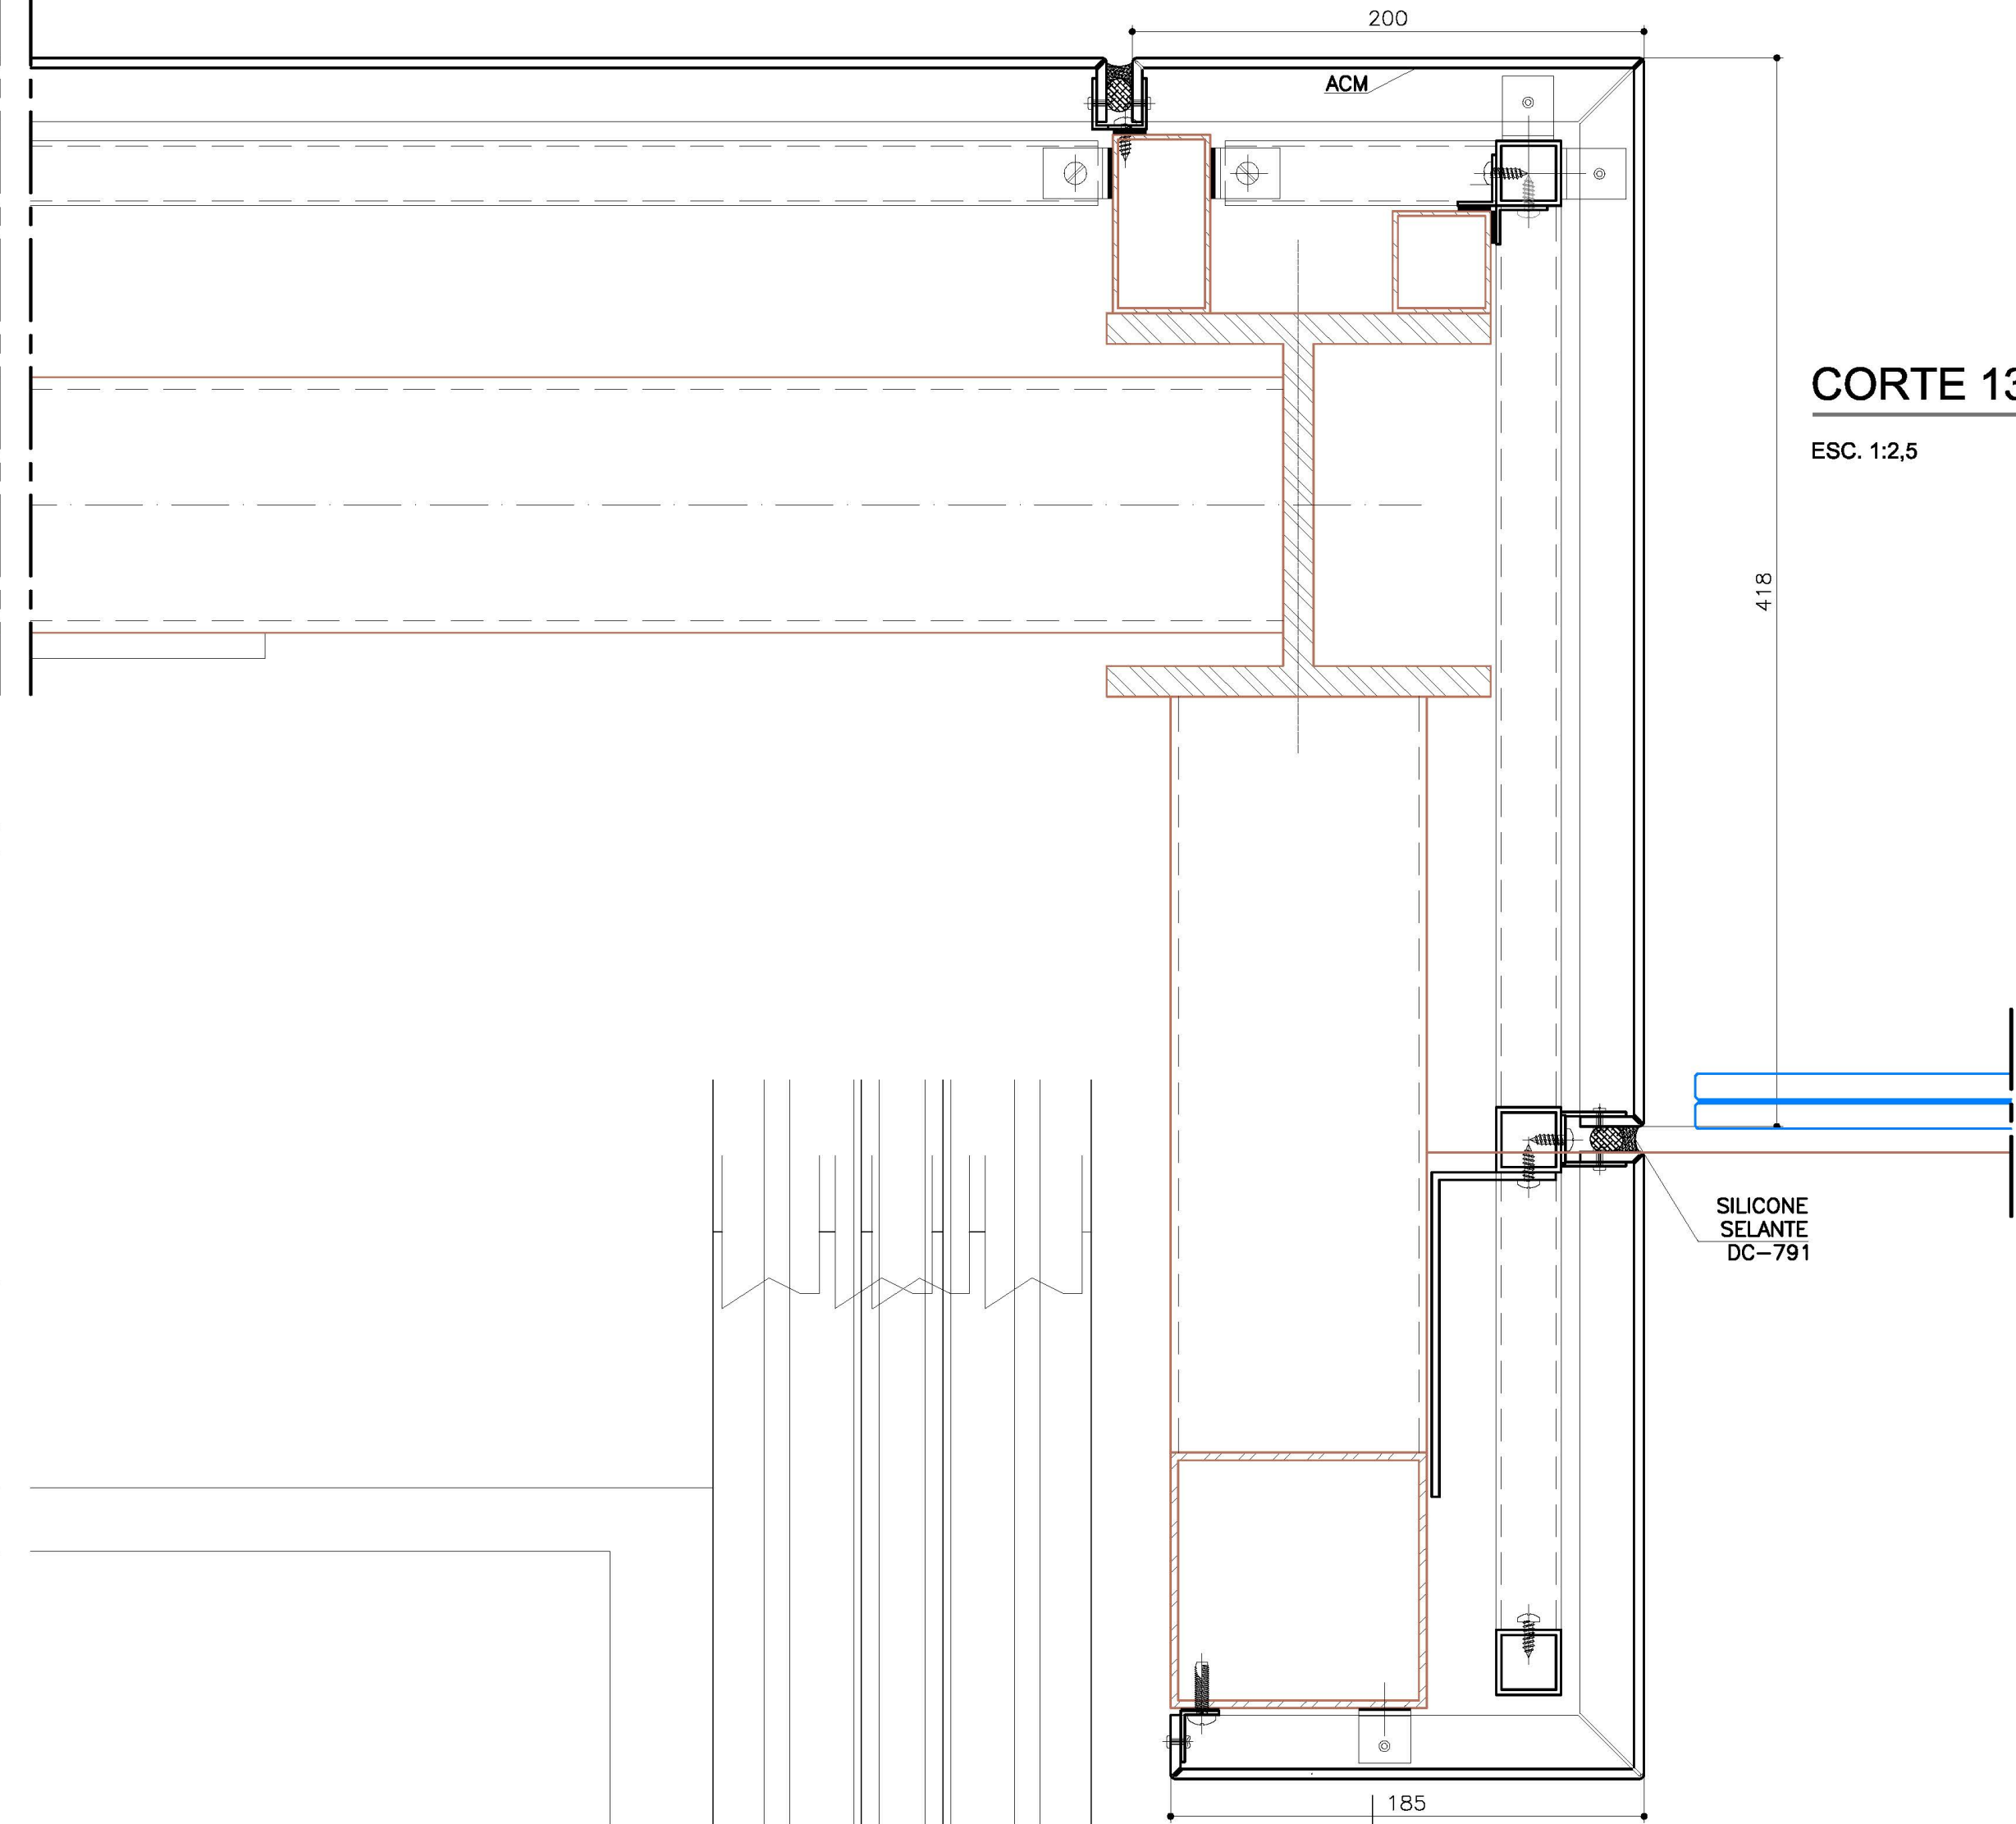 200
ACM
CORTE 13
ESC. 1:2,5
418
SILICONE
SELANTE
DC-791
185